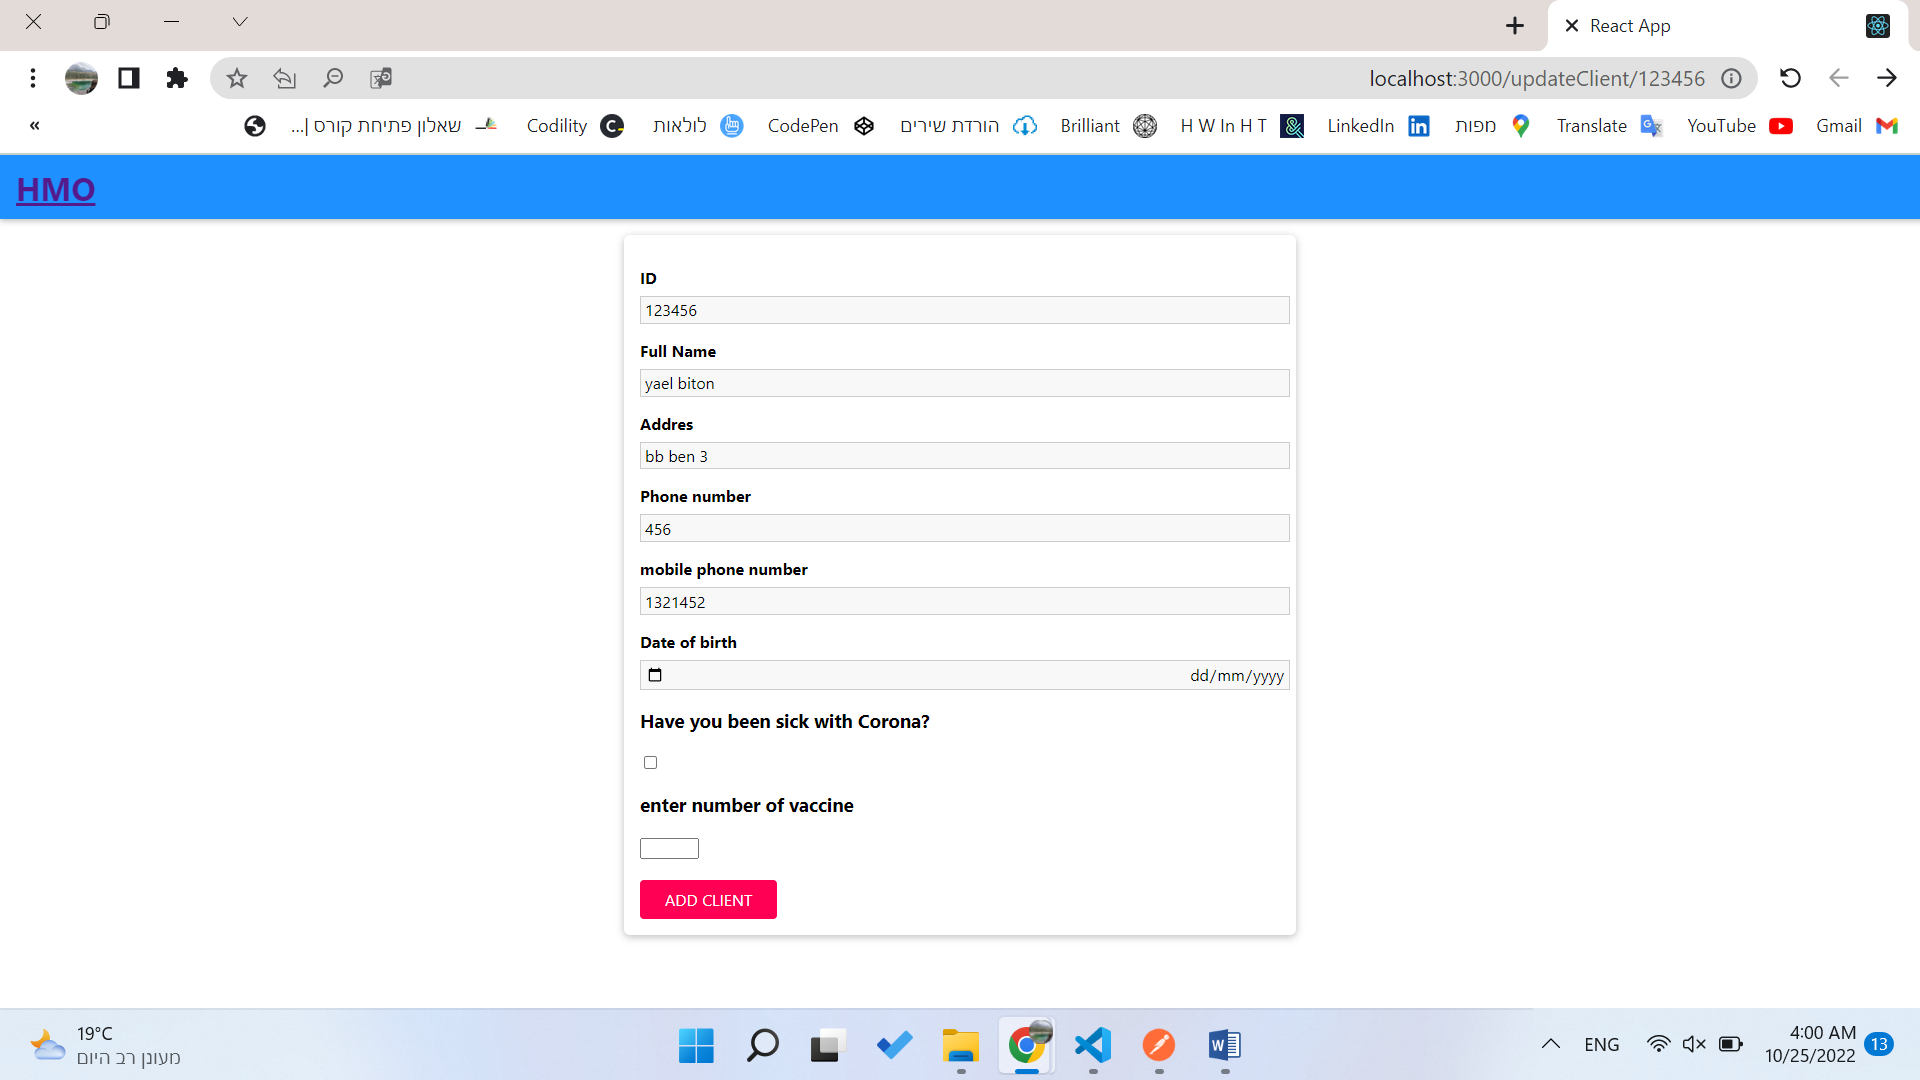 React App
localhost:3000/updateClient/123456
Gmail
YouTube
Translate
מפות
LinkedIn
H W In H T
Brilliant
הורדת שירים
CodePen
לולאות
Codility
שאלון פתיחת קורס |...
«
HMO
ID
123456
Full Name
yael biton
Addres
bb ben 3
Phone number
456
mobile phone number
1321452
Date of birth
dd/mm/yyyy
Have you been sick with Corona?
enter number of vaccine
ADD CLIENT
19°C
מעונן רב היום
ENG
4:00 AM
10/25/2022
13